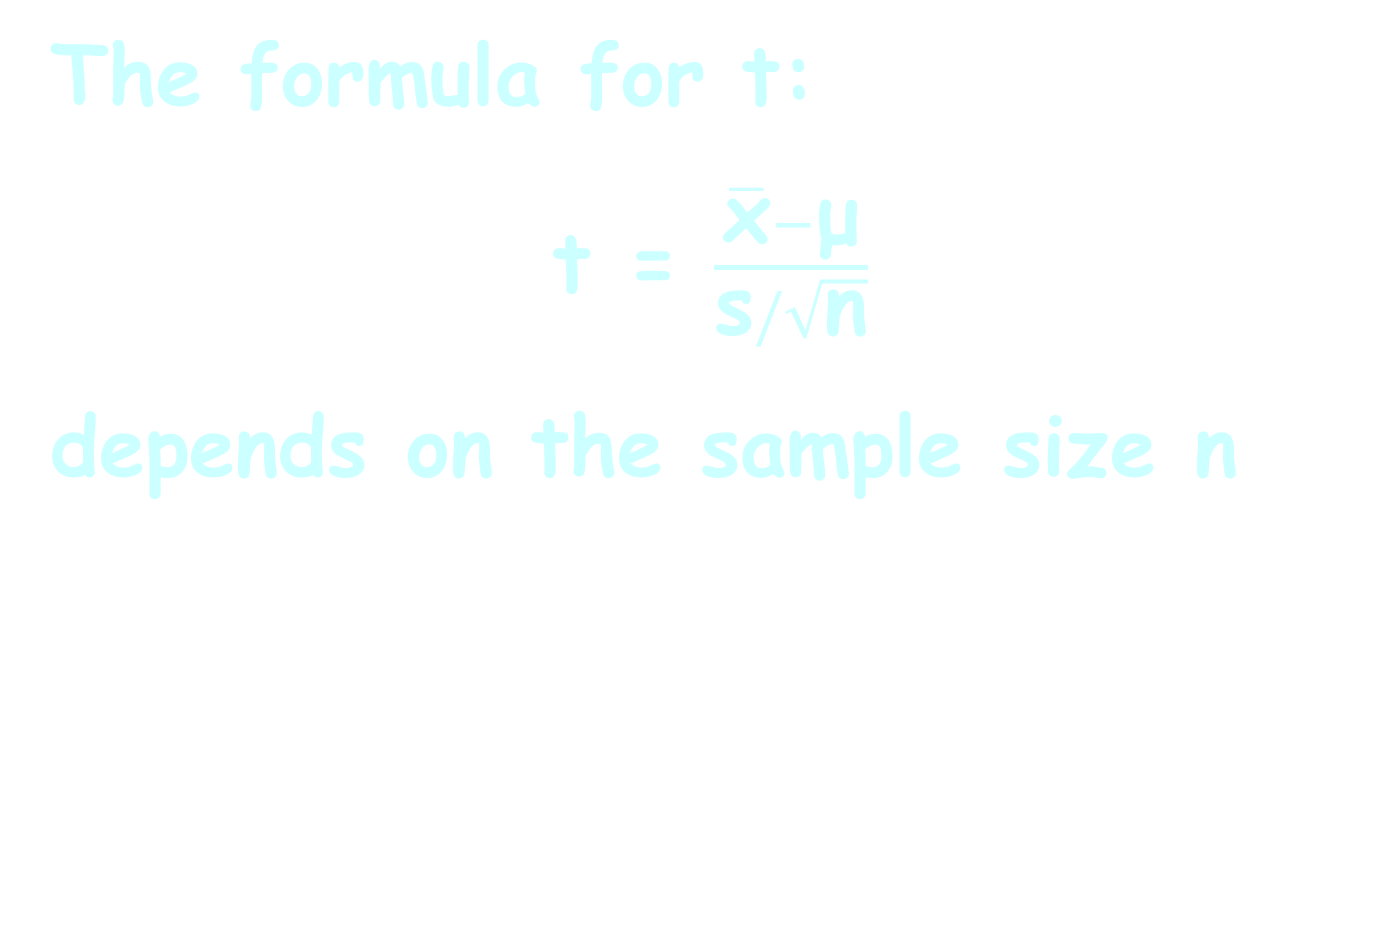 The formula for t:
t = x̄–μ / s/√n
depends on the sample size n